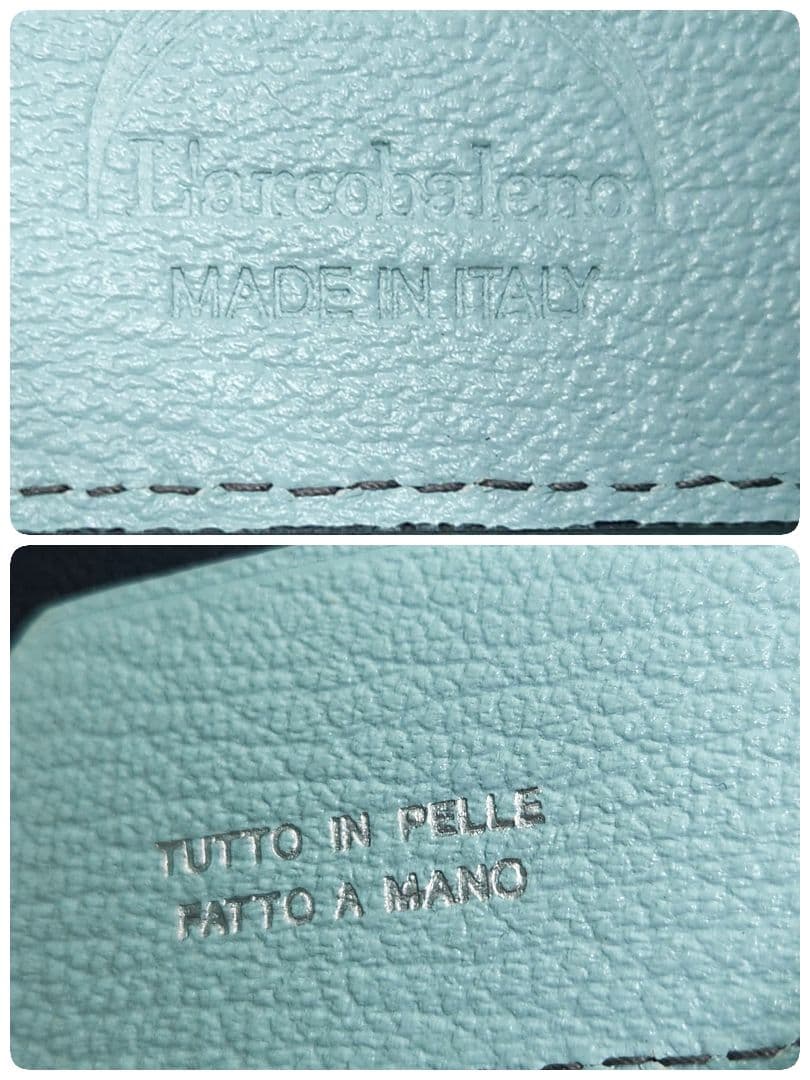 L'arcobaleno
MADE IN ITALY
TUTTO IN PELLE
FATTO A MANO